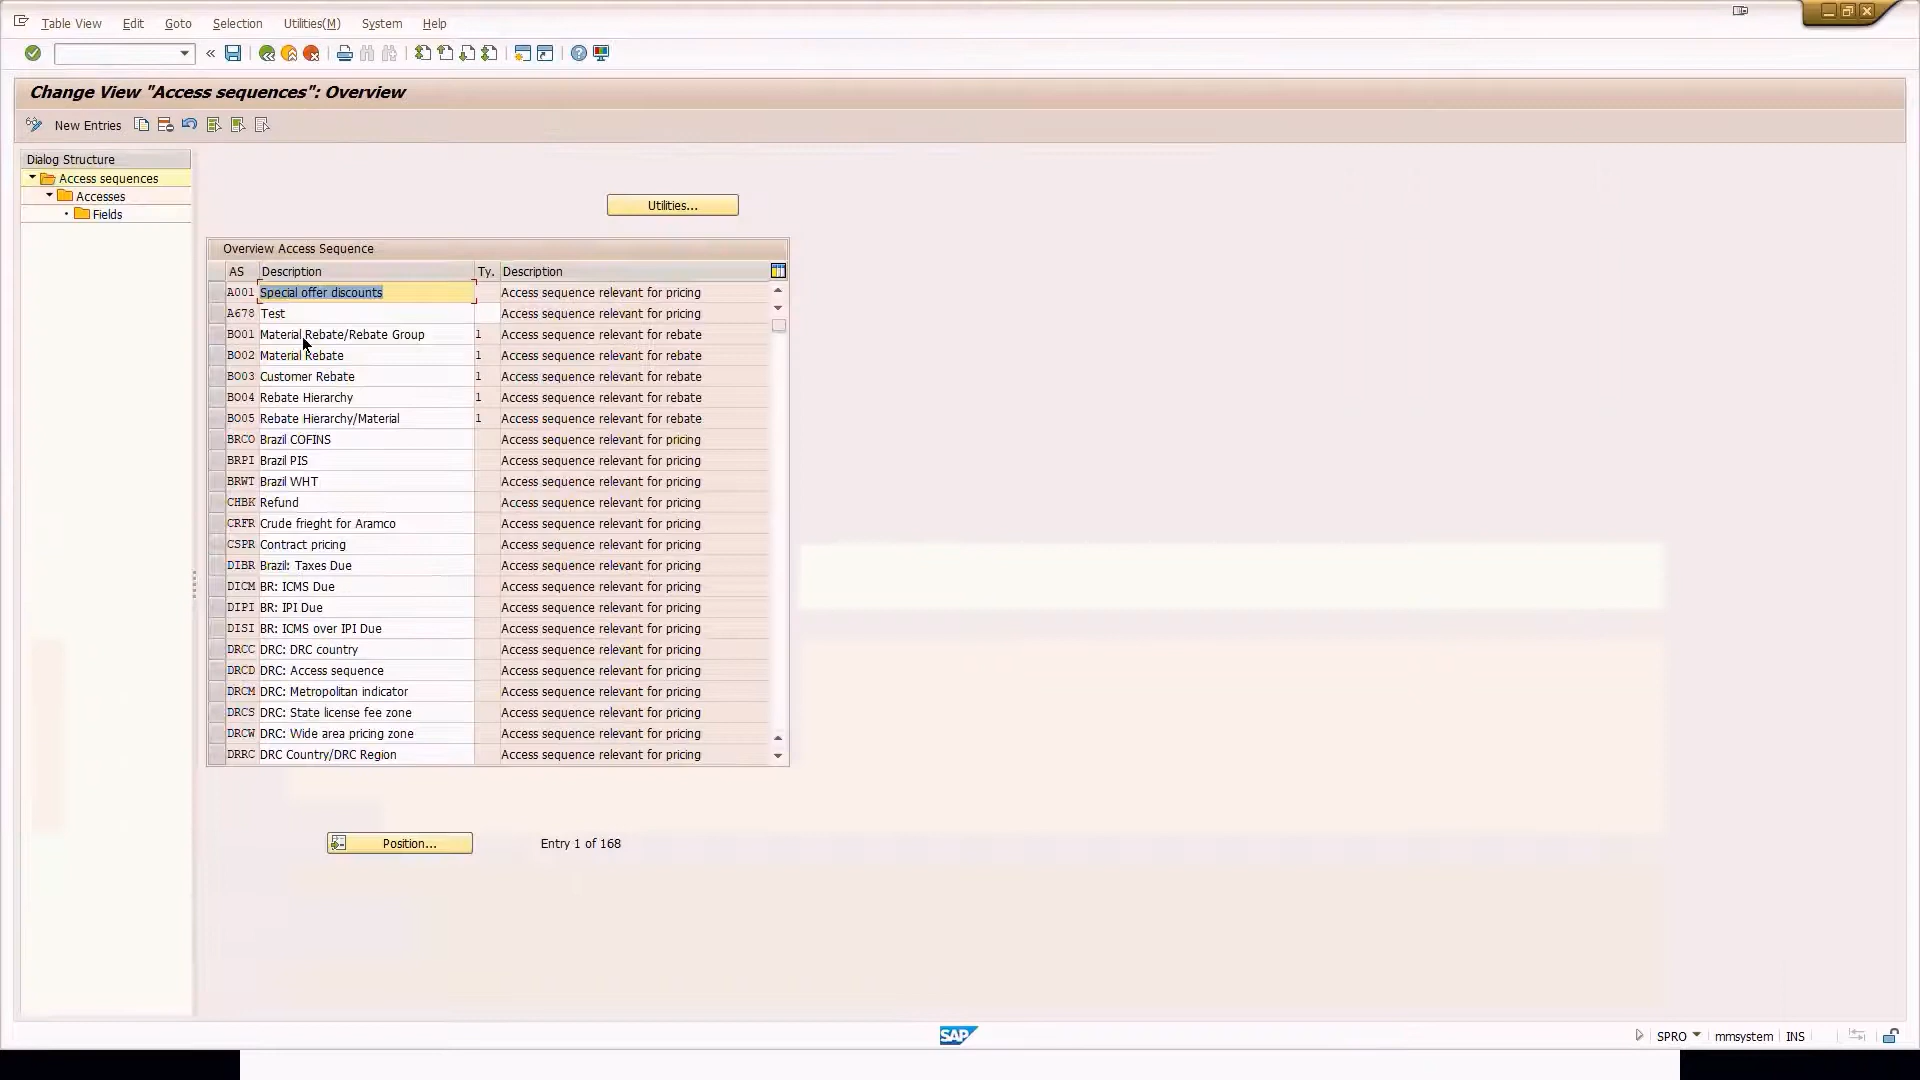 Table View Edit Goto Selection Utilities(M) System Help
Change View "Access sequences": Overview
New Entries
Dialog Structure
Access sequences
Accesses
Fields
Utilities...
Overview Access Sequence
AS Description Ty. Description
A001 Special offer discounts Access sequence relevant for pricing
A678 Test Access sequence relevant for pricing
BO01 Material Rebate/Rebate Group 1 Access sequence relevant for rebate
BO02 Material Rebate 1 Access sequence relevant for rebate
BO03 Customer Rebate 1 Access sequence relevant for rebate
BO04 Rebate Hierarchy 1 Access sequence relevant for rebate
BO05 Rebate Hierarchy/Material 1 Access sequence relevant for rebate
BRCO Brazil COFINS Access sequence relevant for pricing
BRPI Brazil PIS Access sequence relevant for pricing
BRWT Brazil WHT Access sequence relevant for pricing
CHBK Refund Access sequence relevant for pricing
CRFR Crude frieght for Aramco Access sequence relevant for pricing
CSPR Contract pricing Access sequence relevant for pricing
DIBR Brazil: Taxes Due Access sequence relevant for pricing
DICM BR: ICMS Due Access sequence relevant for pricing
DIPI BR: IPI Due Access sequence relevant for pricing
DISI BR: ICMS over IPI Due Access sequence relevant for pricing
DRCC DRC: DRC country Access sequence relevant for pricing
DRCD DRC: Access sequence Access sequence relevant for pricing
DRCM DRC: Metropolitan indicator Access sequence relevant for pricing
DRCS DRC: State license fee zone Access sequence relevant for pricing
DRCW DRC: Wide area pricing zone Access sequence relevant for pricing
DRRC DRC Country/DRC Region Access sequence relevant for pricing
Position... Entry 1 of 168
SAP SPRO mmsystem INS